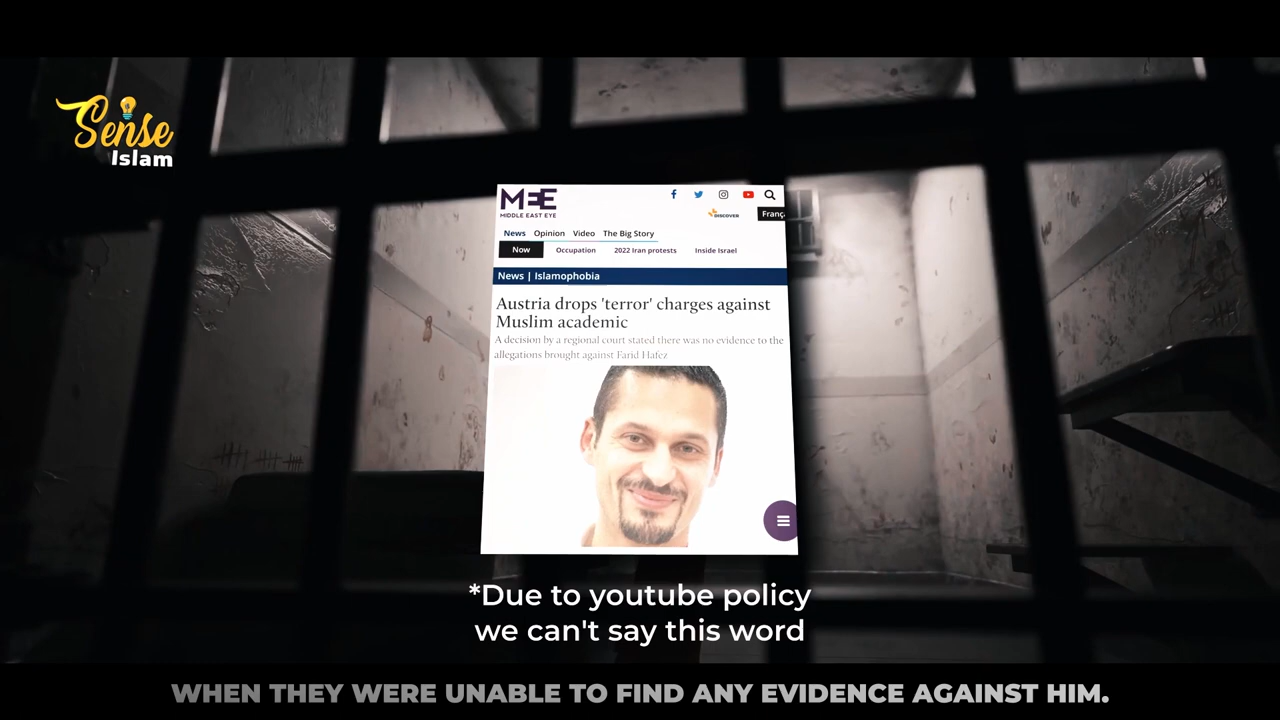 Sense
Islam
MEE
MIDDLE EAST EYE
DISCOVER
News Opinion Video The Big Story
Now Occupation 2022 Iran protests Inside Israel
News | Islamophobia
Austria drops 'terror' charges against
Muslim academic
A decision by a regional court stated there was no evidence to the
allegations brought against Farid Hafez
*Due to youtube policy
we can't say this word
WHEN THEY WERE UNABLE TO FIND ANY EVIDENCE AGAINST HIM.